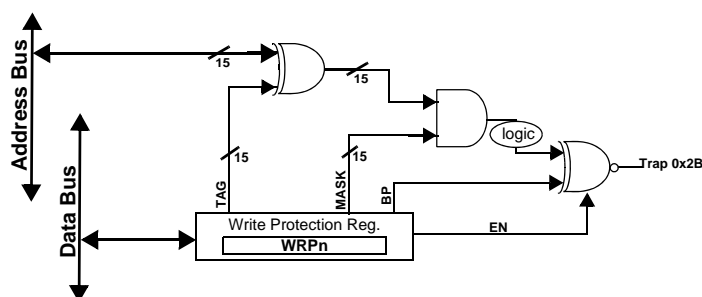 Address Bus
15
15
Data Bus
15
15
TAG
MASK
BP
logic
Trap 0x2B
Write Protection Reg.
WRPn
EN